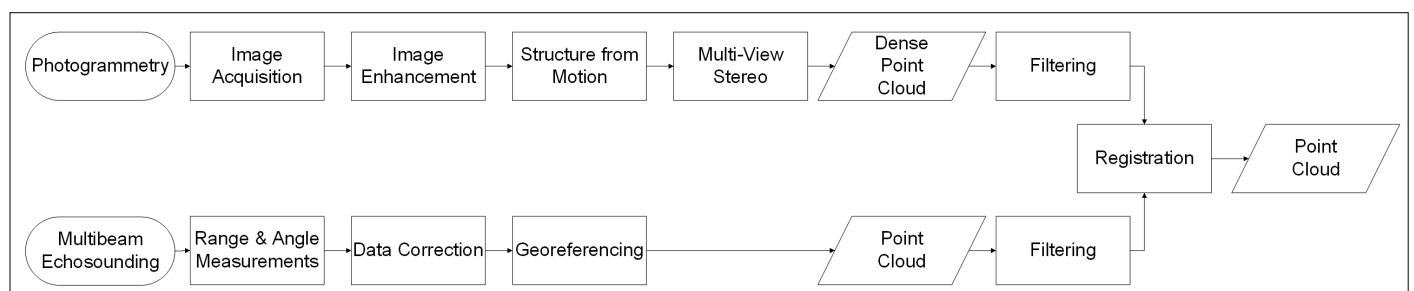 Photogrammetry
Image
Acquisition
Image
Enhancement
Structure from
Motion
Multi-View
Stereo
Dense
Point
Cloud
Filtering
Registration
Point
Cloud
Multibeam
Echosounding
Range & Angle
Measurements
Data Correction
Georeferencing
Point
Cloud
Filtering